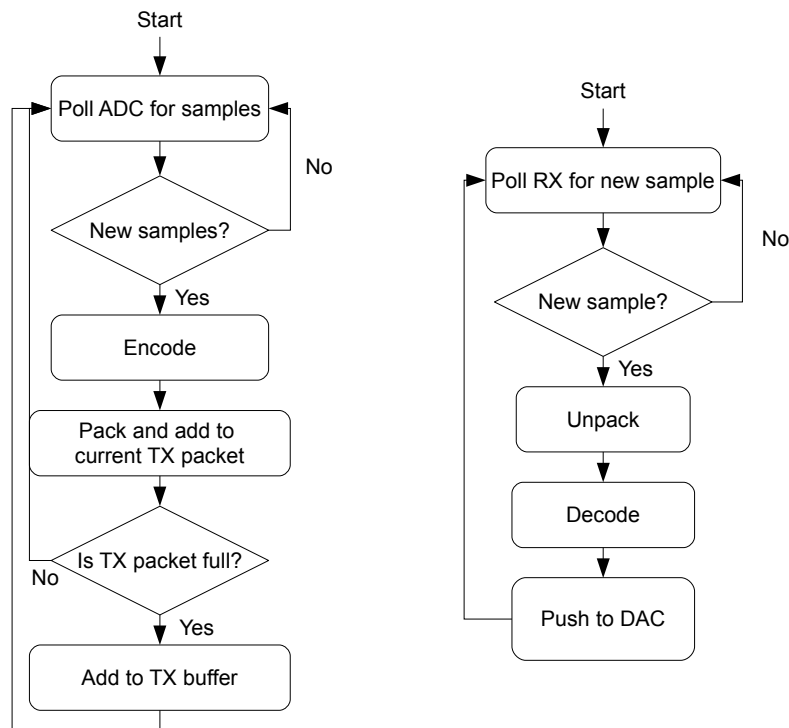 Start
Poll ADC for samples
No
New samples?
Yes
Encode
Pack and add to
current TX packet
Is TX packet full?
No
Yes
Add to TX buffer
Start
Poll RX for new sample
No
New sample?
Yes
Unpack
Decode
Push to DAC